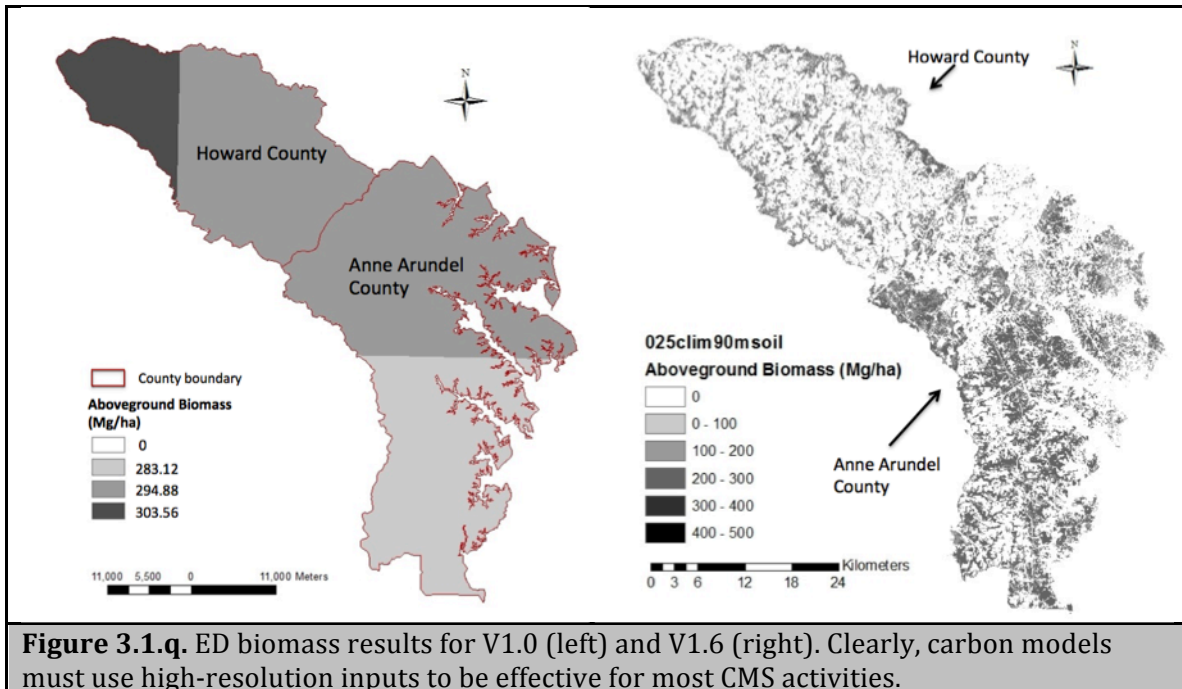 N
Howard County
Anne Arundel
County
County boundary
Aboveground Biomass
(Mg/ha)
0
283.12
294.88
303.56
11,000 5,500 0 11,000 Meters
Howard County
N
025clim90msoil
Aboveground Biomass (Mg/ha)
0
0 - 100
100 - 200
200 - 300
300 - 400
400 - 500
Anne Arundel
County
Kilometers
0 3 6 12 18 24
Figure 3.1.q. ED biomass results for V1.0 (left) and V1.6 (right). Clearly, carbon models
must use high-resolution inputs to be effective for most CMS activities.